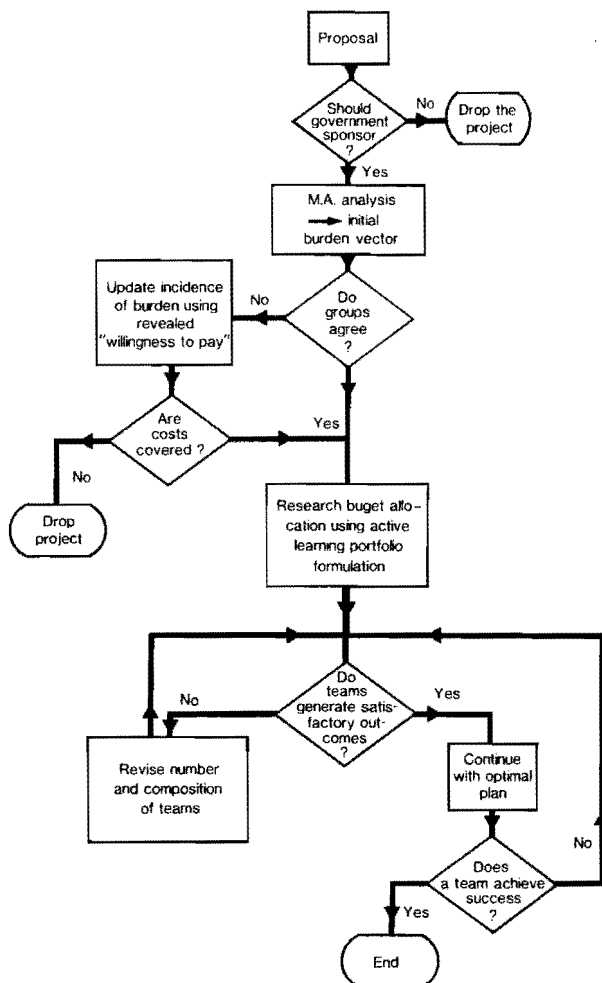 Proposal
Should
government
sponsor
?
No
Drop the
project
Yes
M.A. analysis
initial
burden vector
Update incidence
of burden using
revealed
"willingness to pay"
No
Do
groups
agree
?
Are
costs
covered ?
Yes
No
Drop
project
Research buget allo-
cation using active
learning portfolio
formulation
Do
teams
generate satis-
factory out-
comes
?
No
Yes
Revise number
and composition
of teams
Continue
with optimal
plan
No
Does
a team achieve
success
?
Yes
End